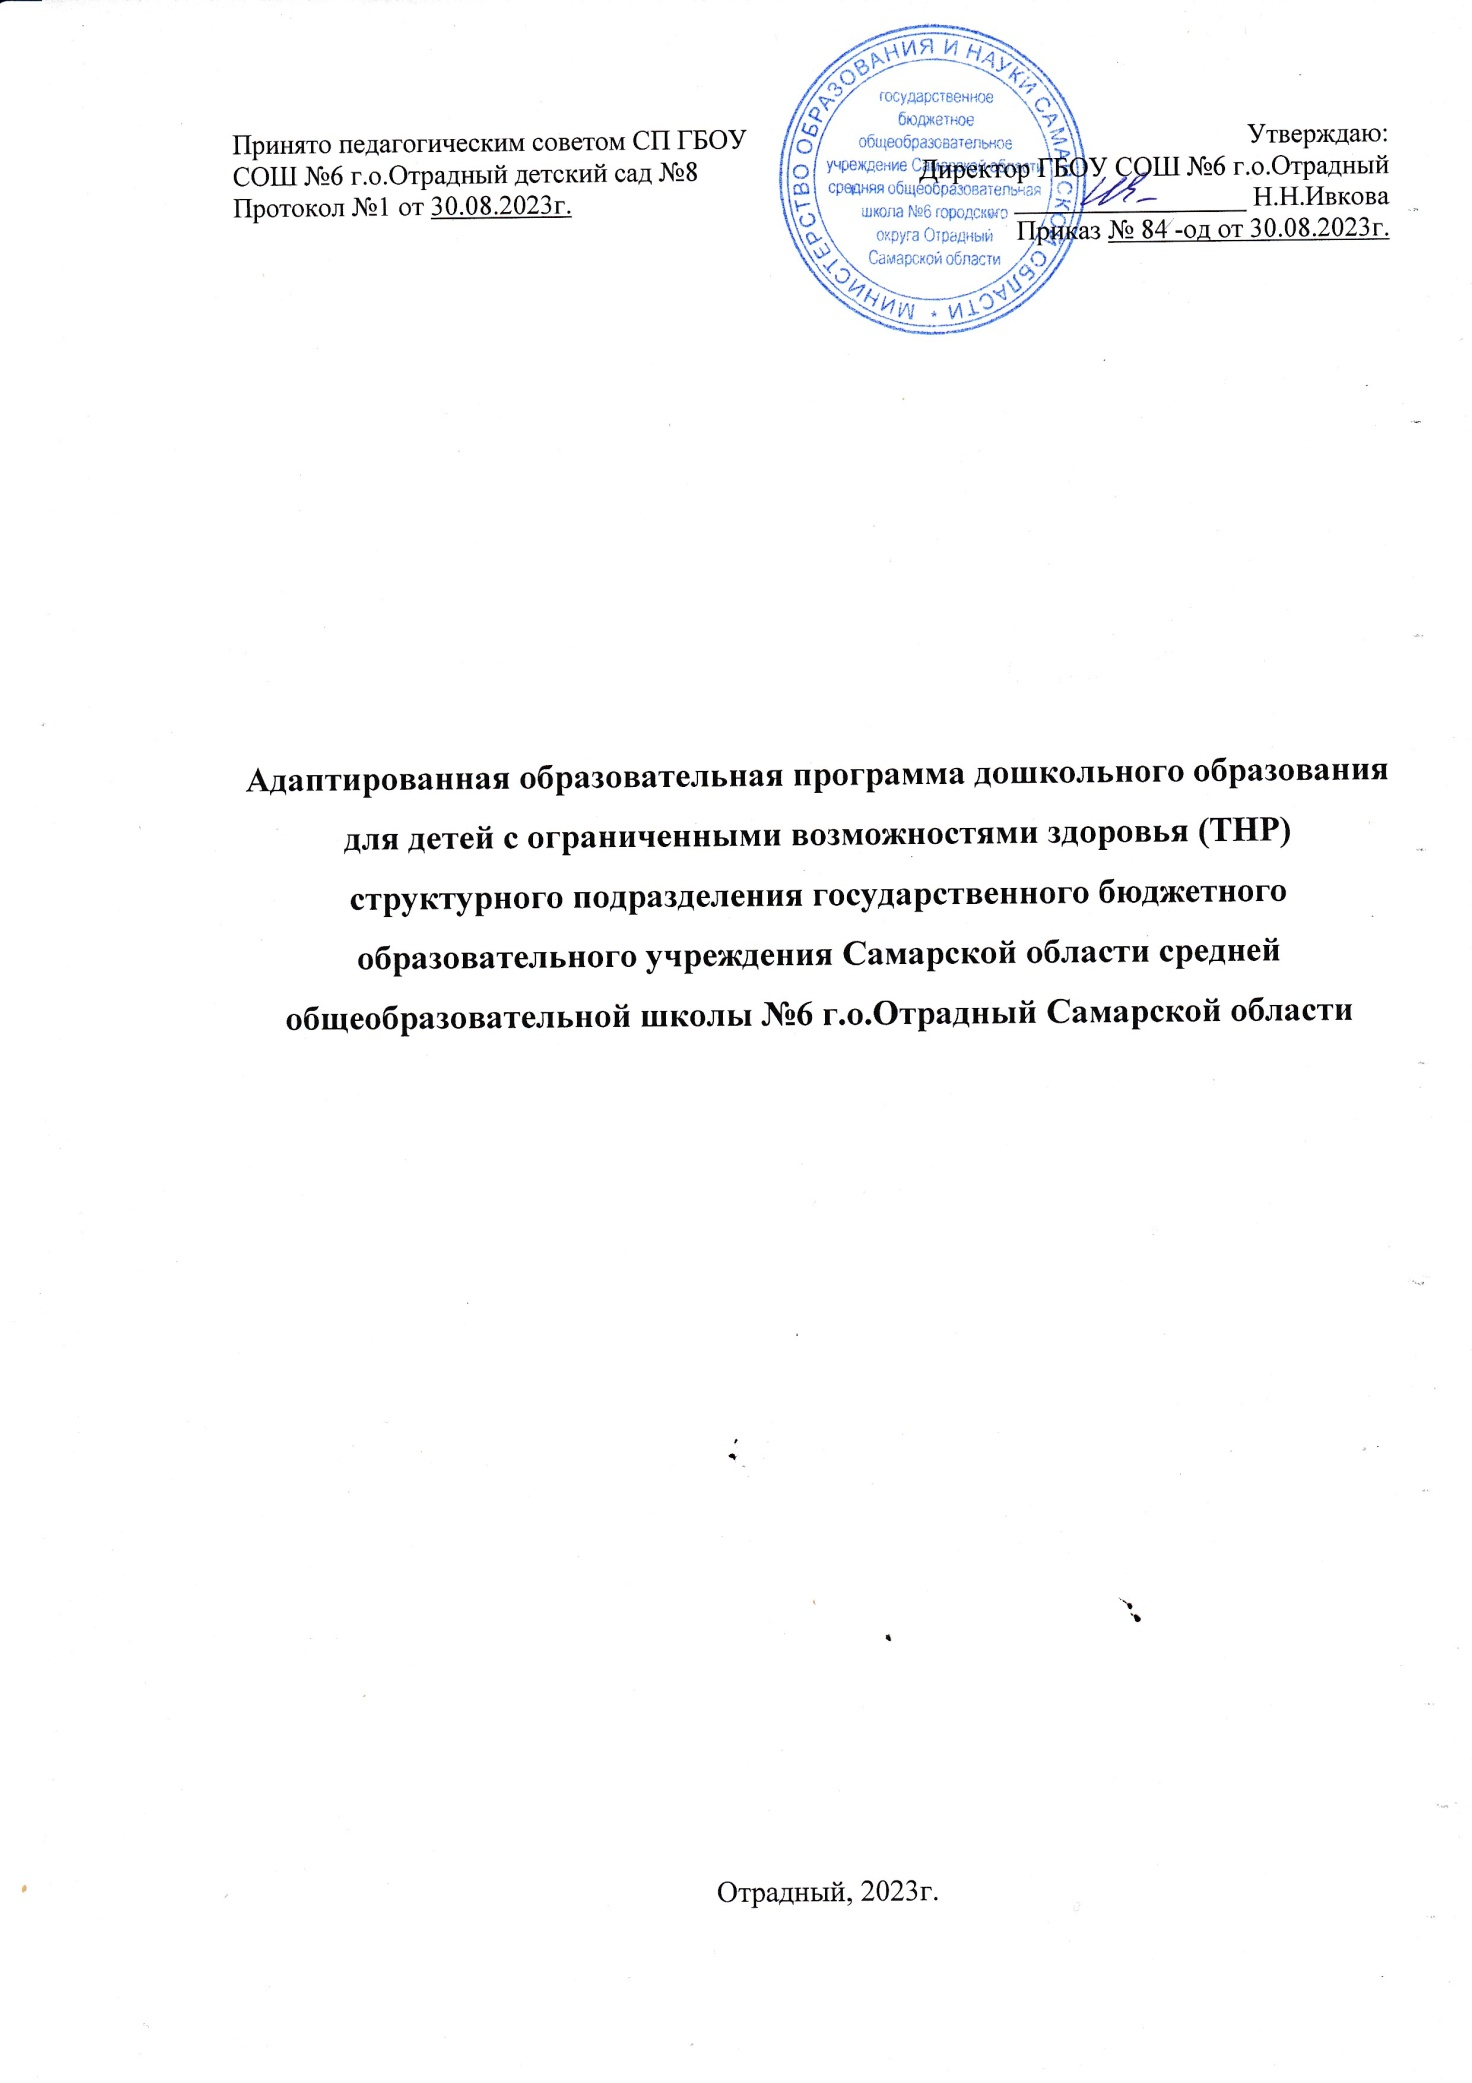 Принято педагогическим советом СП ГБОУ
СОШ №6 г.о.Отрадный детский сад №8
Протокол №1 от 30.08.2023г.
Утверждаю:
Директор ГБОУ СОШ №6 г.о.Отрадный
Н.Н.Ивкова
Приказ № 84 -од от 30.08.2023г.
МИНИСТЕРСТВО ОБРАЗОВАНИЯ И НАУКИ САМАРСКОЙ ОБЛАСТИ *
государственное
бюджетное
общеобразовательное
учреждение Самарской области
средняя общеобразовательная
школа №6 городского
округа Отрадный
Самарской области
Адаптированная образовательная программа дошкольного образования
для детей с ограниченными возможностями здоровья (ТНР)
структурного подразделения государственного бюджетного
образовательного учреждения Самарской области средней
общеобразовательной школы №6 г.о.Отрадный Самарской области
Отрадный, 2023г.